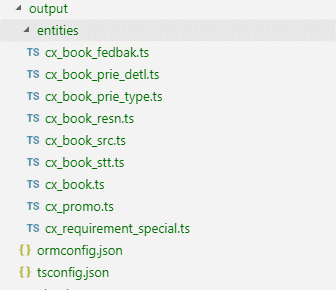 output
entities
TS cx_book_fedbak.ts
TS cx_book_prie_detl.ts
TS cx_book_prie_type.ts
TS cx_book_resn.ts
TS cx_book_src.ts
TS cx_book_stt.ts
TS cx_book.ts
TS cx_promo.ts
TS cx_requirement_special.ts
{} ormconfig.json
{} tsconfig.json